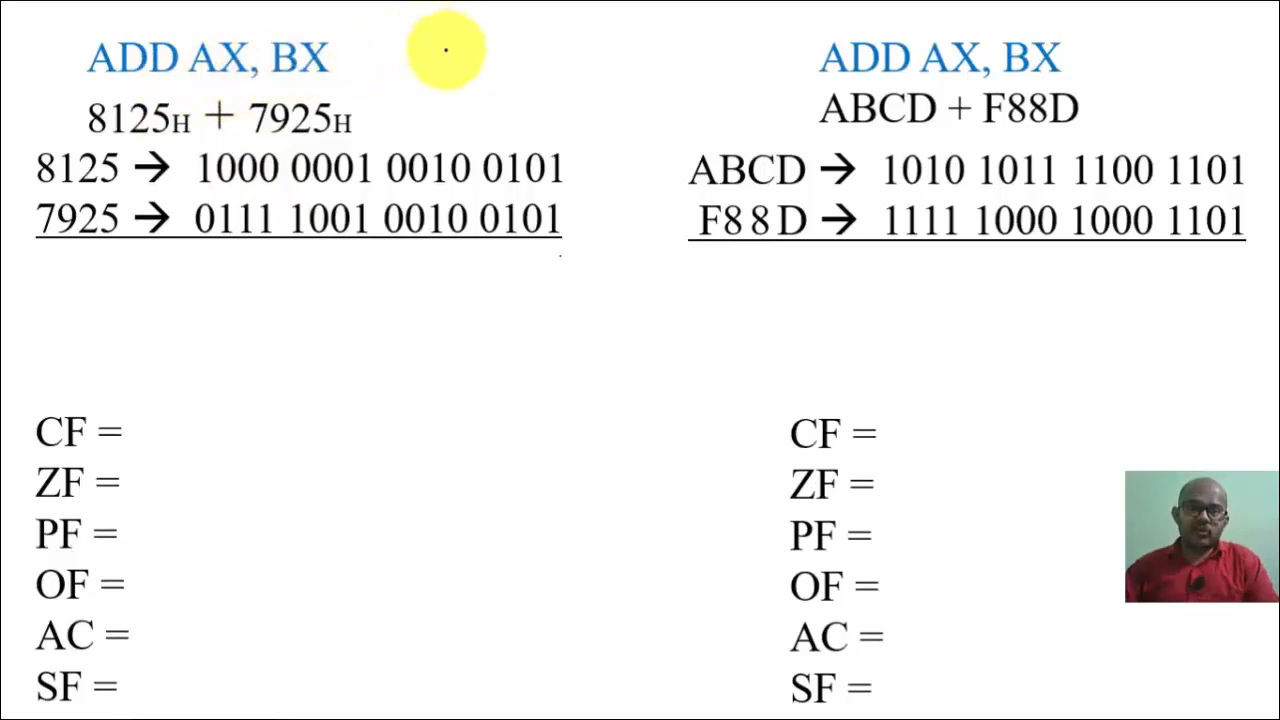 ADD AX, BX
8125H + 7925H
8125 → 1000 0001 0010 0101
7925 → 0111 1001 0010 0101
CF =
ZF =
PF =
OF =
AC =
SF =
ADD AX, BX
ABCD + F88D
ABCD → 1010 1011 1100 1101
F88D → 1111 1000 1000 1101
CF =
ZF =
PF =
OF =
AC =
SF =